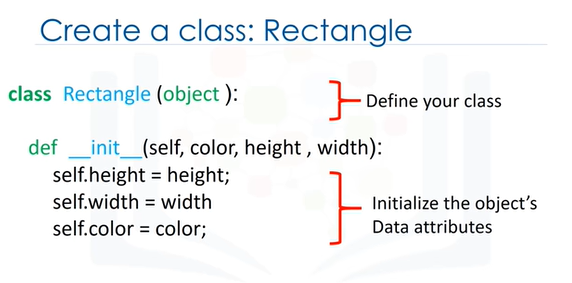 Create a class: Rectangle
class Rectangle (object ):
Define your class
def __init__(self, color, height , width):
self.height = height;
self.width = width
self.color = color;
Initialize the object’s
Data attributes